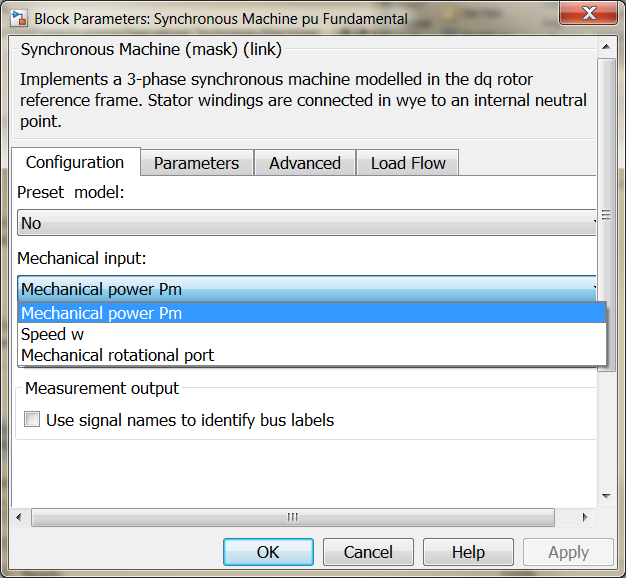 Block Parameters: Synchronous Machine pu Fundamental
Synchronous Machine (mask) (link)
Implements a 3-phase synchronous machine modelled in the dq rotor
reference frame. Stator windings are connected in wye to an internal neutral
point.
Configuration Parameters Advanced Load Flow
Preset model:
No
Mechanical input:
Mechanical power Pm
Mechanical power Pm
Speed w
Mechanical rotational port
Measurement output
Use signal names to identify bus labels
OK Cancel Help Apply